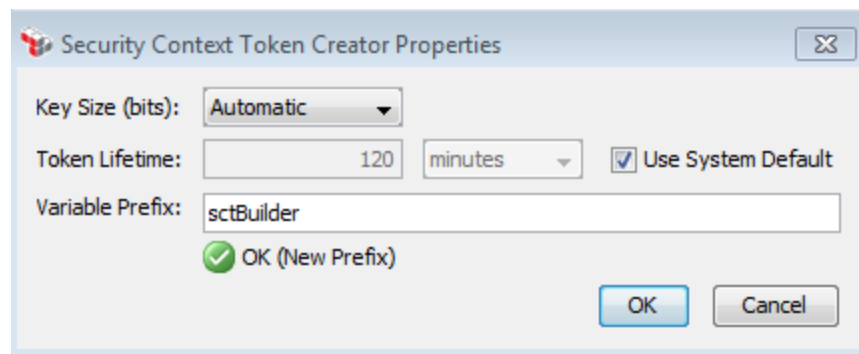 Security Context Token Creator Properties
Key Size (bits): Automatic
Token Lifetime: 120 minutes Use System Default
Variable Prefix: sctBuilder
OK (New Prefix)
OK Cancel